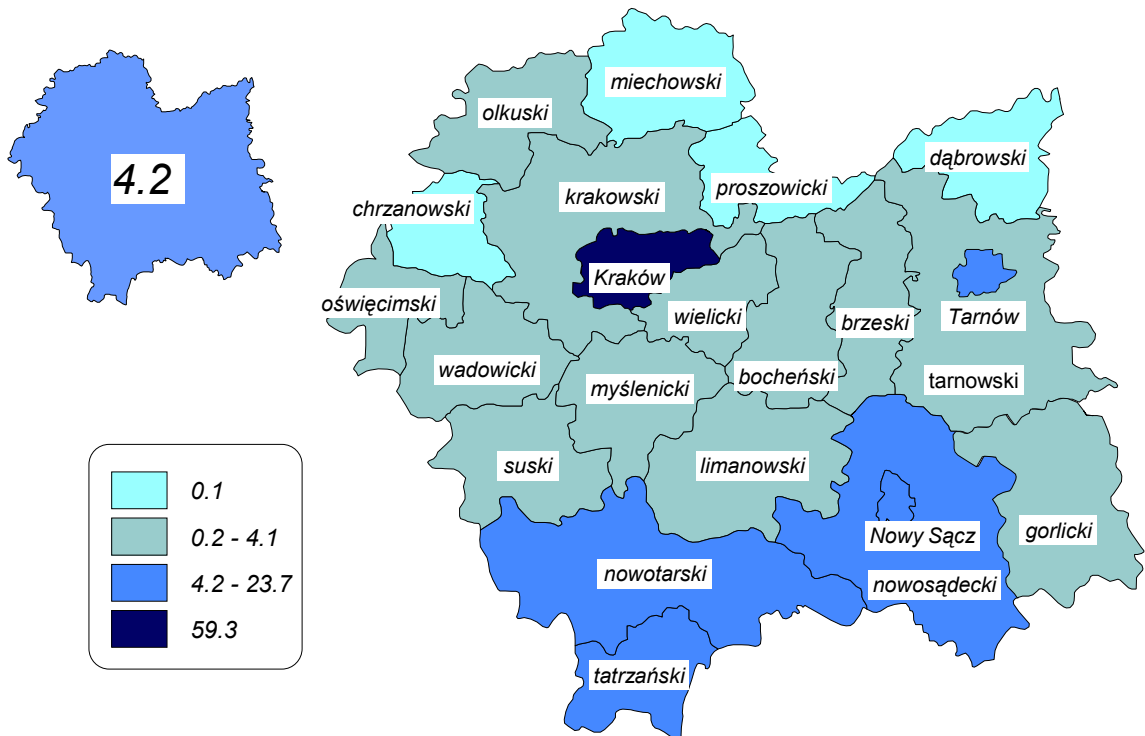 miechowski
olkuski
dąbrowski
4.2
krakowski
proszowicki
chrzanowski
Kraków
oświęcimski
wielicki
brzeski
Tarnów
wadowicki
myślenicki
bocheński
tarnowski
suski
limanowski
0.1
0.2 - 4.1
4.2 - 23.7
59.3
Nowy Sącz
gorlicki
nowotarski
nowosądecki
tatrzański